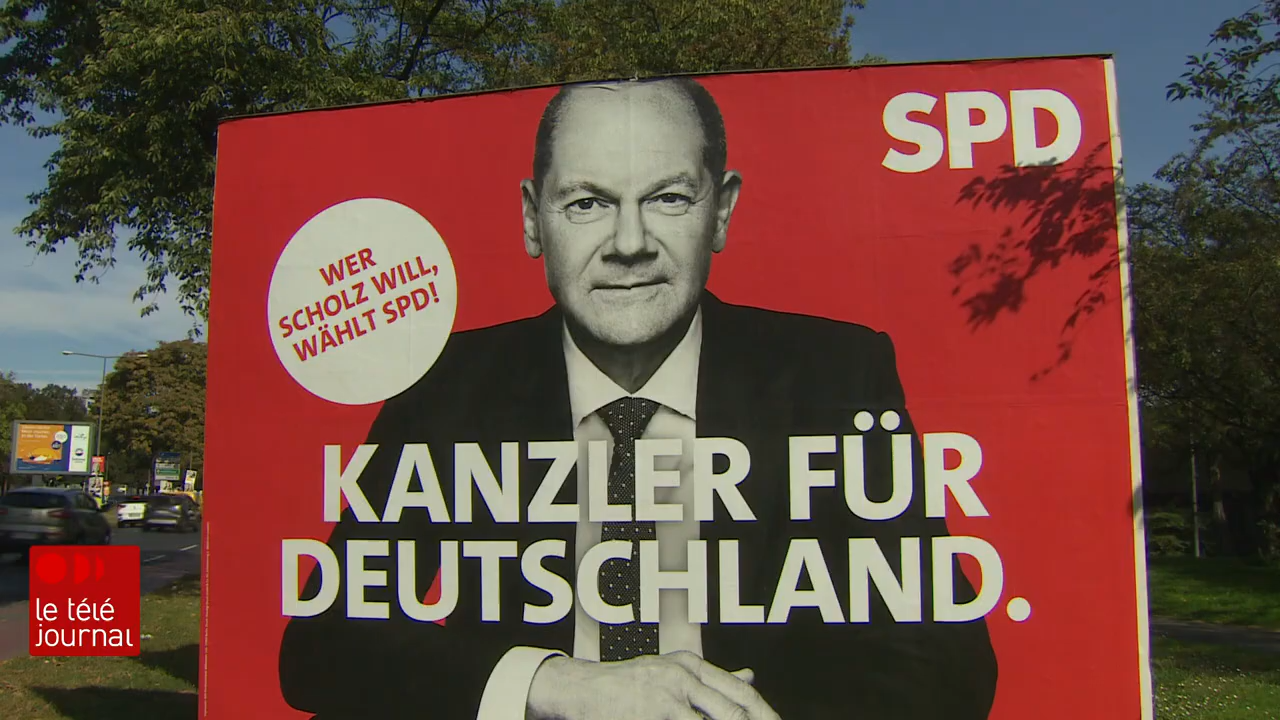 SPD
WER
SCHOLZ WILL,
WÄHLT SPD!
KANZLER FÜR
DEUTSCHLAND.
le télé
journal